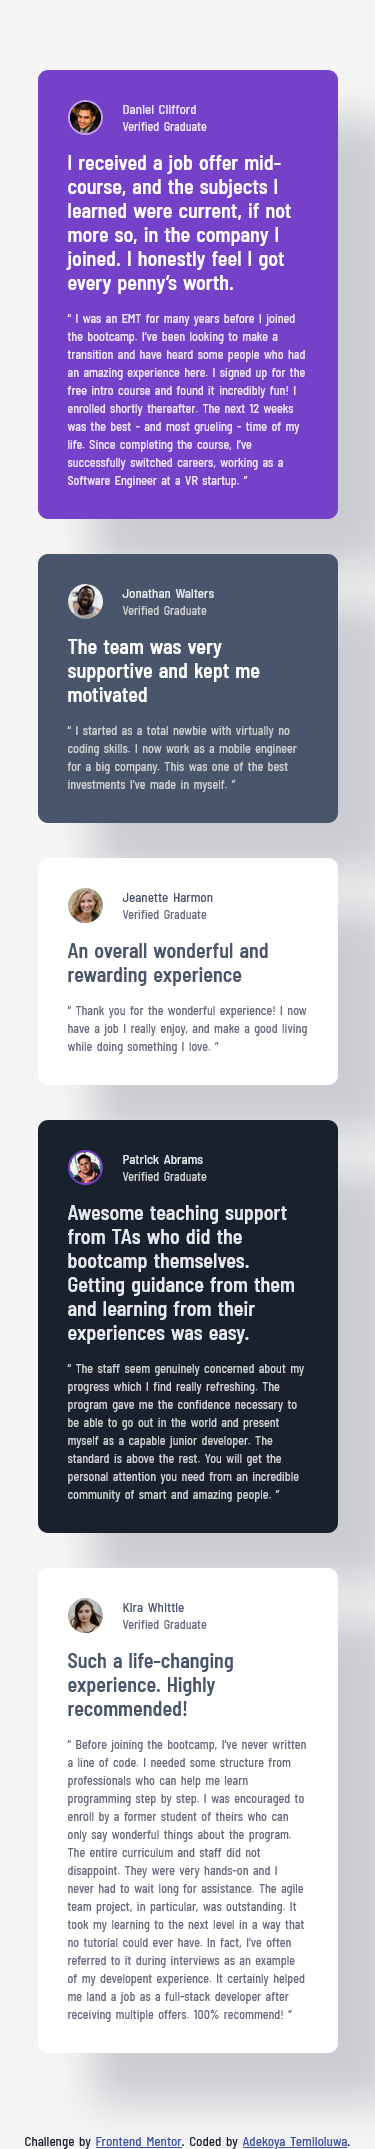 Daniel Clifford
Verified Graduate
I received a job offer mid-
course, and the subjects I
learned were current, if not
more so, in the company I
joined. I honestly feel I got
every penny’s worth.
“ I was an EMT for many years before I joined
the bootcamp. I’ve been looking to make a
transition and have heard some people who had
an amazing experience here. I signed up for the
free intro course and found it incredibly fun! I
enrolled shortly thereafter. The next 12 weeks
was the best - and most grueling - time of my
life. Since completing the course, I’ve
successfully switched careers, working as a
Software Engineer at a VR startup. ”
Jonathan Walters
Verified Graduate
The team was very
supportive and kept me
motivated
“ I started as a total newbie with virtually no
coding skills. I now work as a mobile engineer
for a big company. This was one of the best
investments I’ve made in myself. ”
Jeanette Harmon
Verified Graduate
An overall wonderful and
rewarding experience
“ Thank you for the wonderful experience! I now
have a job I really enjoy, and make a good living
while doing something I love. ”
Patrick Abrams
Verified Graduate
Awesome teaching support
from TAs who did the
bootcamp themselves.
Getting guidance from them
and learning from their
experiences was easy.
“ The staff seem genuinely concerned about my
progress which I find really refreshing. The
program gave me the confidence necessary to
be able to go out in the world and present
myself as a capable junior developer. The
standard is above the rest. You will get the
personal attention you need from an incredible
community of smart and amazing people. ”
Kira Whittle
Verified Graduate
Such a life-changing
experience. Highly
recommended!
“ Before joining the bootcamp, I’ve never written
a line of code. I needed some structure from
professionals who can help me learn
programming step by step. I was encouraged to
enroll by a former student of theirs who can
only say wonderful things about the program.
The entire curriculum and staff did not
disappoint. They were very hands-on and I
never had to wait long for assistance. The agile
team project, in particular, was outstanding. It
took my learning to the next level in a way that
no tutorial could ever have. In fact, I’ve often
referred to it during interviews as an example
of my developent experience. It certainly helped
me land a job as a full-stack developer after
receiving multiple offers. 100% recommend! ”
Challenge by Frontend Mentor. Coded by Adekoya Temiloluwa.